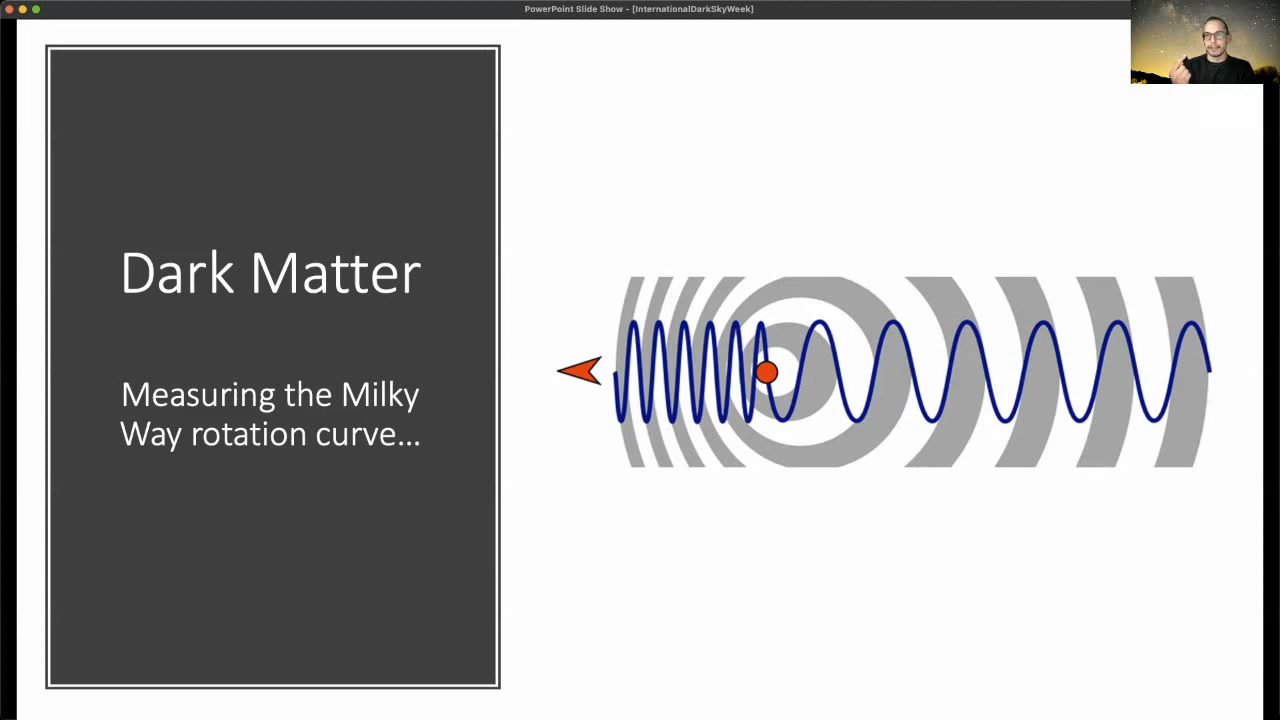 PowerPoint Slide Show - [InternationalDarkSkyWeek]
Dark Matter
Measuring the Milky
Way rotation curve…